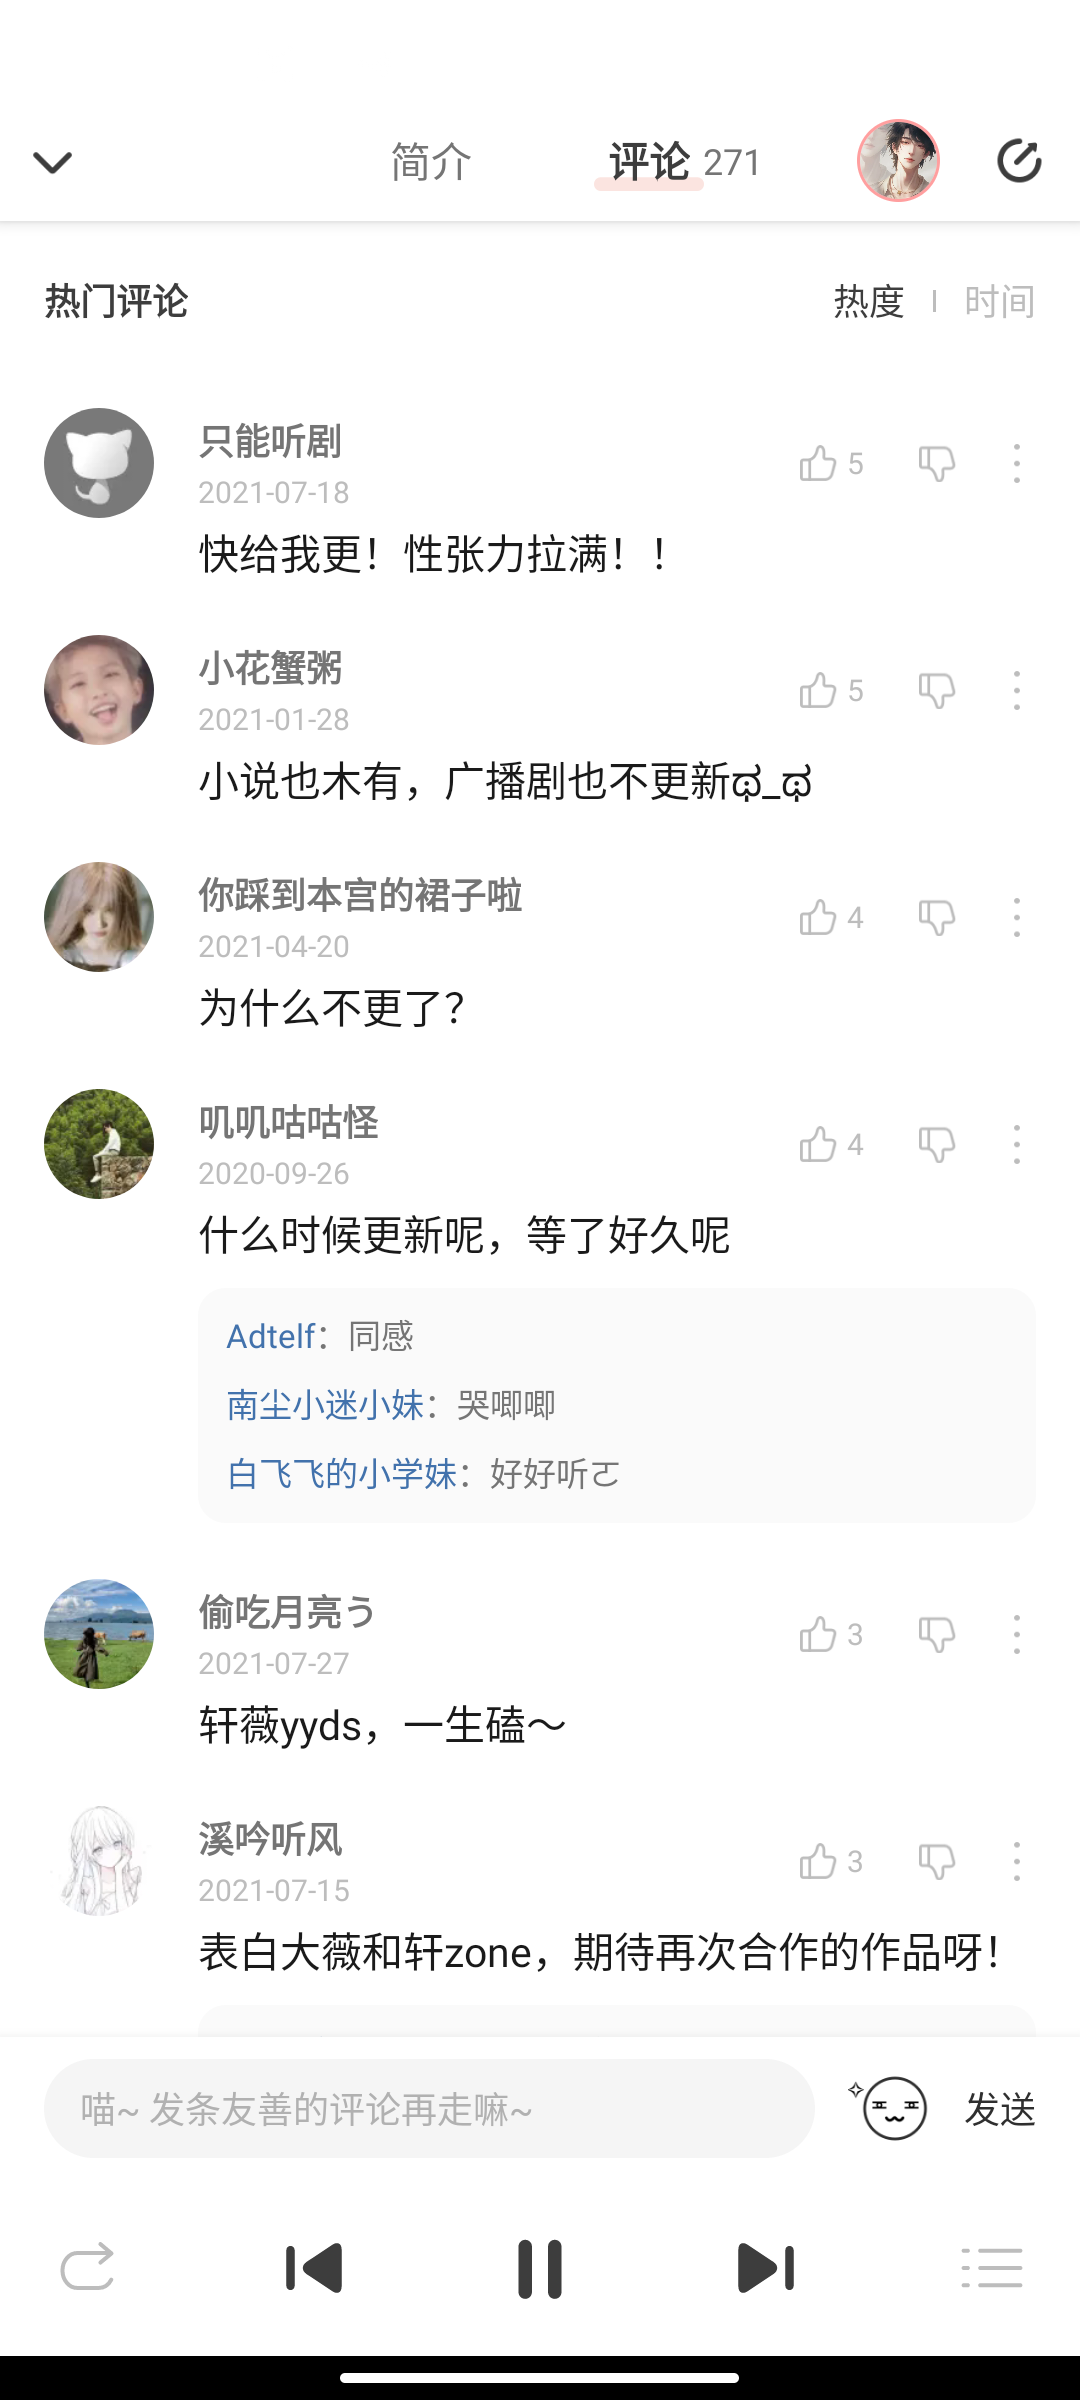 简介
评论 271
热门评论
热度 | 时间
只能听剧
5
2021-07-18
快给我更！性张力拉满！！
小花蟹粥
5
2021-01-28
小说也木有，广播剧也不更新ಥ_ಥ
你踩到本宫的裙子啦
4
2021-04-20
为什么不更了？
叽叽咕咕怪
4
2020-09-26
什么时候更新呢，等了好久呢
Adtelf：同感
南尘小迷小妹：哭唧唧
白飞飞的小学妹：好好听ㄛ
偷吃月亮う
3
2021-07-27
轩薇yyds，一生磕～
溪吟听风
3
2021-07-15
表白大薇和轩zone，期待再次合作的作品呀！
喵~ 发条友善的评论再走嘛~
发送